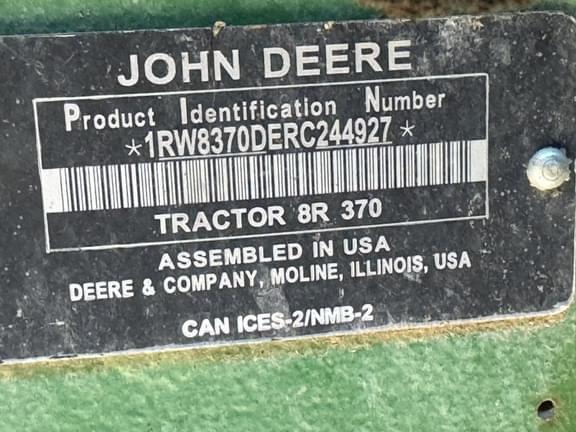 JOHN DEERE
Product Identification Number
*1RW8370DERC244927*
TRACTOR 8R 370
ASSEMBLED IN USA
DEERE & COMPANY, MOLINE, ILLINOIS, USA
CAN ICES-2/NMB-2